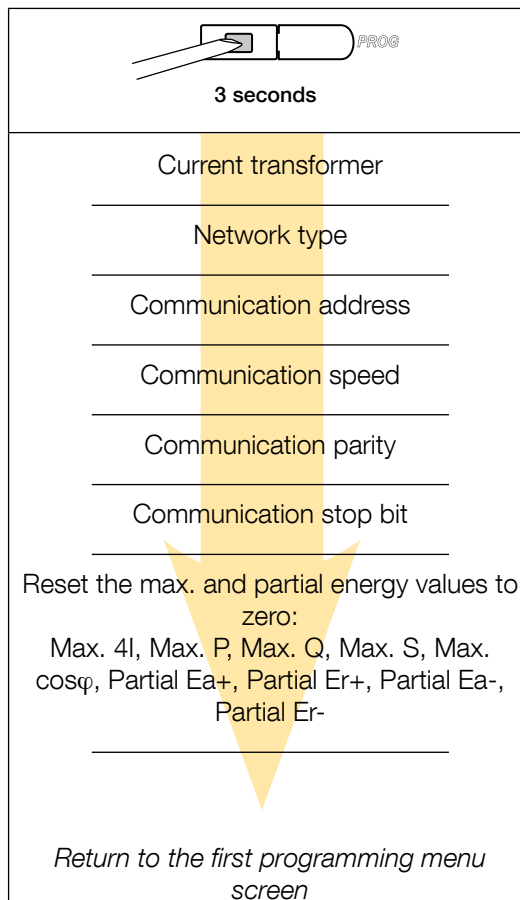 PROG
3 seconds
Current transformer
Network type
Communication address
Communication speed
Communication parity
Communication stop bit
Reset the max. and partial energy values to
zero:
Max. 4I, Max. P, Max. Q, Max. S, Max.
cosφ, Partial Ea+, Partial Er+, Partial Ea-,
Partial Er-
Return to the first programming menu
screen